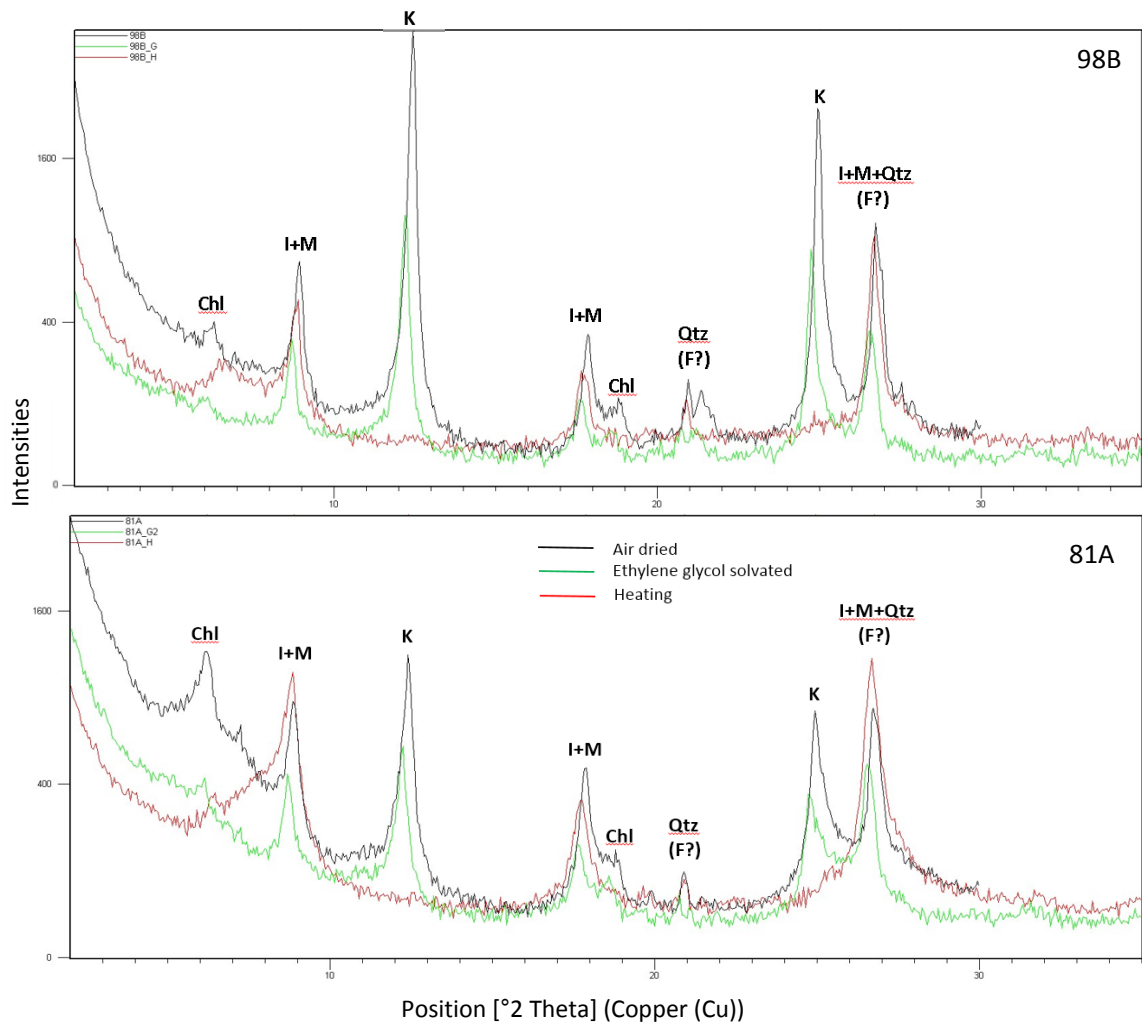 98B
98B_G
98B_H
98B
K
K
I+M+Qtz
(F?)
I+M
Chl
I+M
Chl
Qtz
(F?)
1600
400
0
10
20
30
Intensities
81A
81A_G2
81A_H
81A
Air dried
Ethylene glycol solvated
Heating
Chl
I+M
K
I+M
Chl
Qtz
(F?)
K
I+M+Qtz
(F?)
1600
400
0
10
20
30
Position [°2 Theta] (Copper (Cu))